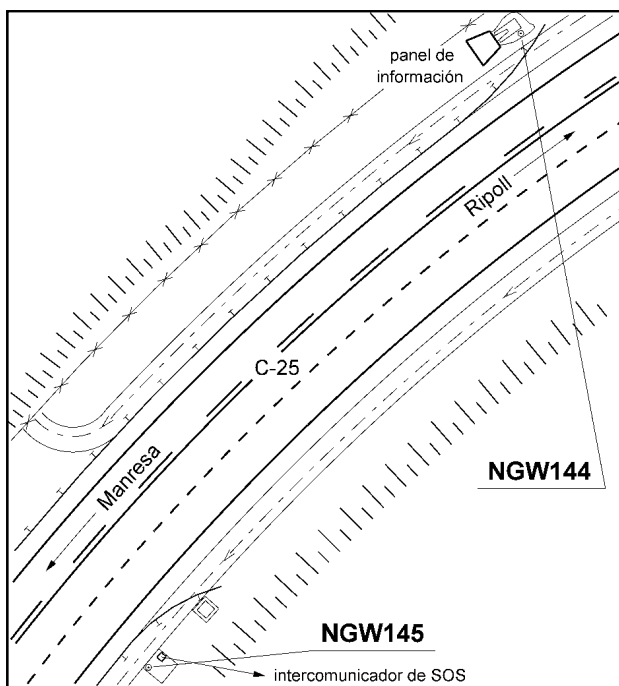 panel de
información
Ripoll
C-25
Manresa
NGW144
NGW145
intercomunicador de SOS